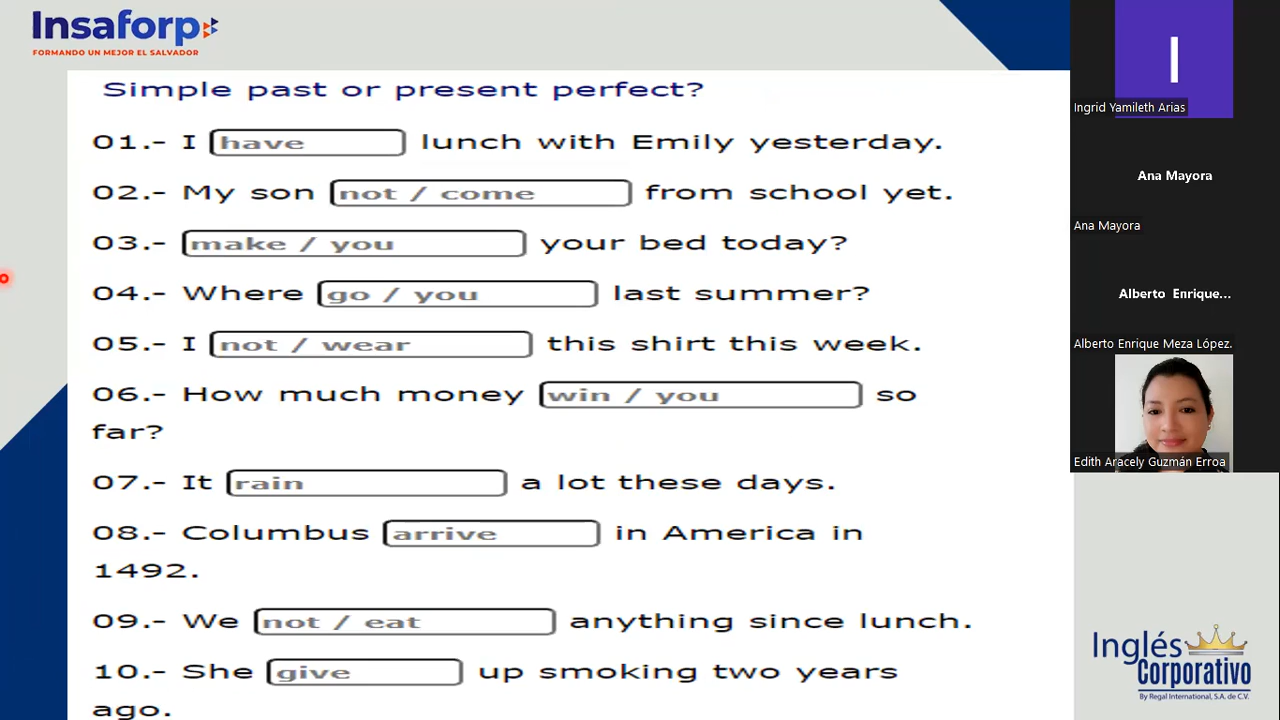 Insaforp
FORMANDO UN MEJOR EL SALVADOR
Simple past or present perfect?
01.- I have lunch with Emily yesterday.
02.- My son not / come from school yet.
03.- make / you your bed today?
04.- Where go / you last summer?
05.- I not / wear this shirt this week.
06.- How much money win / you so
far?
07.- It rain a lot these days.
08.- Columbus arrive in America in
1492.
09.- We not / eat anything since lunch.
10.- She give up smoking two years
ago.
I
Ingrid Yamileth Arias
Ana Mayora
Ana Mayora
Alberto Enrique...
Alberto Enrique Meza López.
Edith Aracely Guzmán Erroa
Inglés
Corporativo
By Regal International, S.A. de C.V.